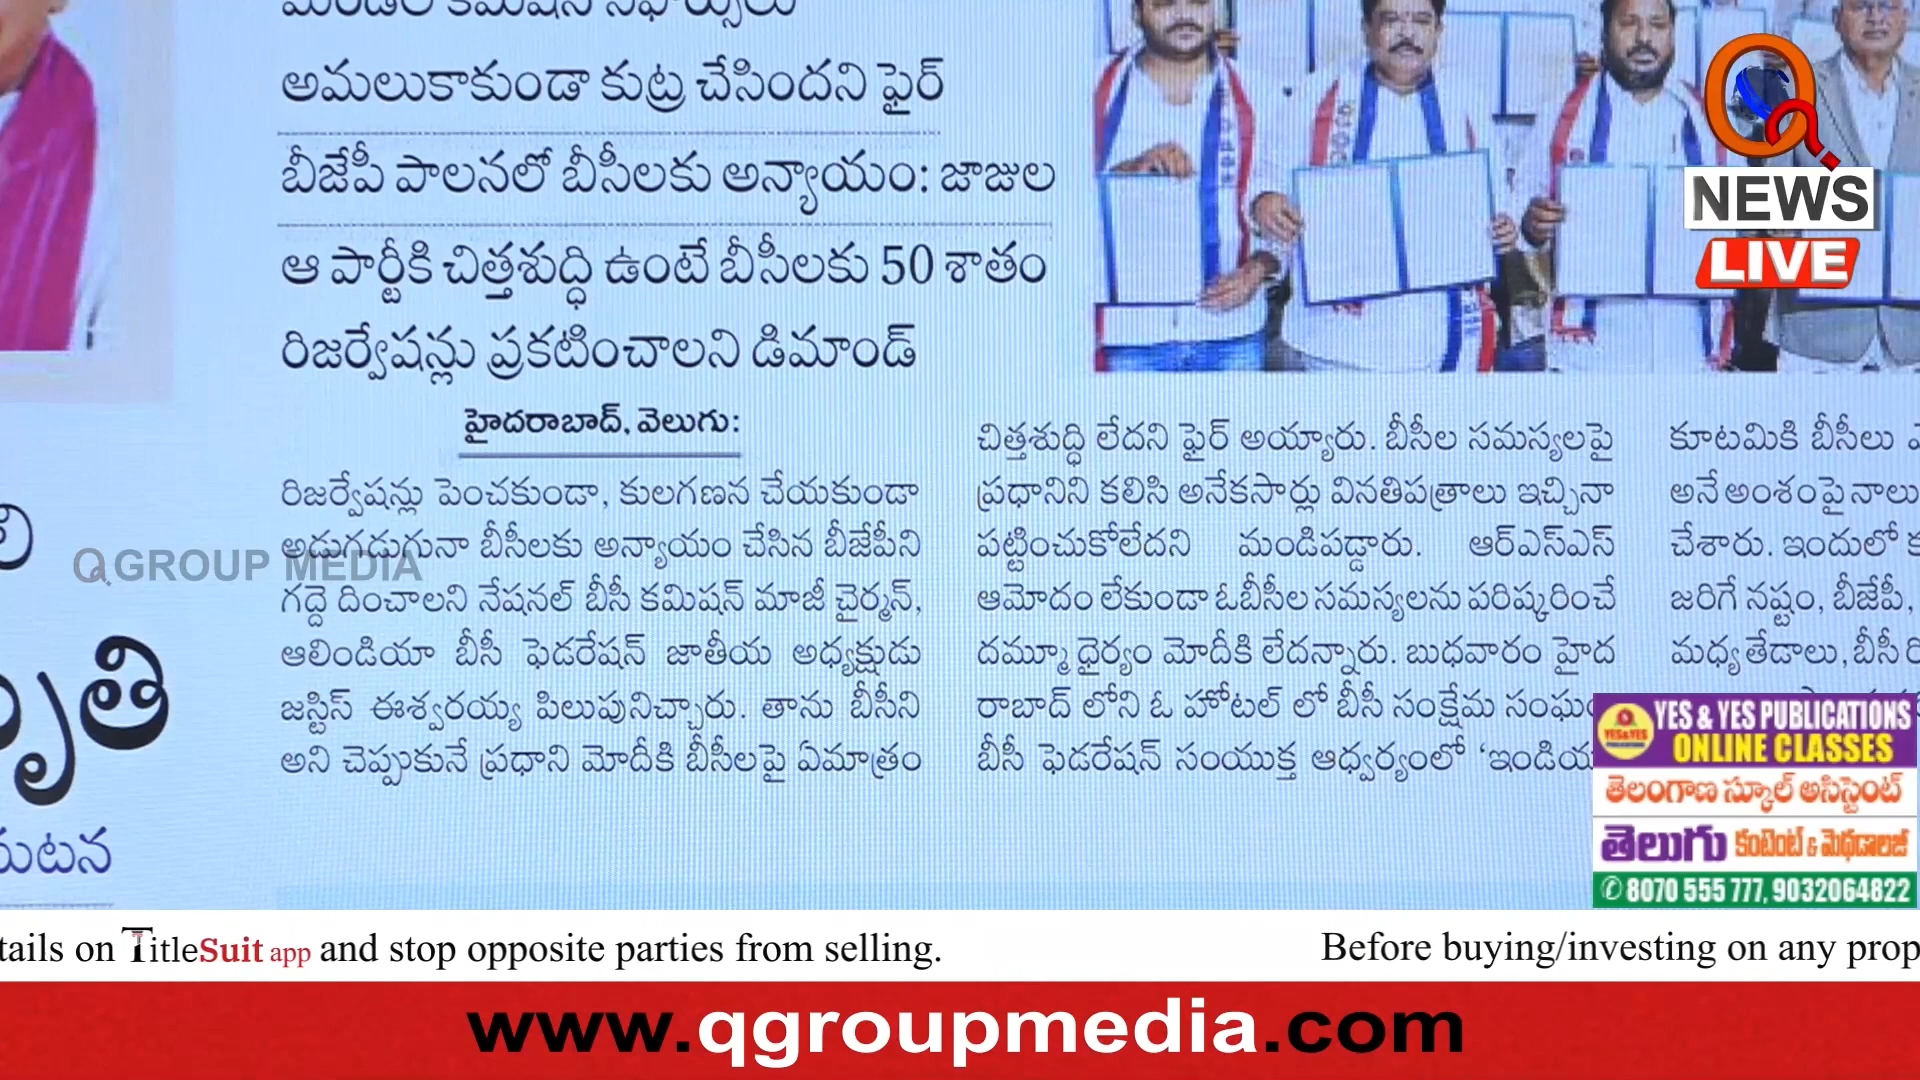 అమలుకాకుండా కుట్ర చేసిందని ఫైర్
బీజేపీ పాలనలో బీసీలకు అన్యాయం: జాజుల
ఆ పార్టీకి చిత్తశుద్ధి ఉంటే బీసీలకు 50 శాతం
రిజర్వేషన్లు ప్రకటించాలని డిమాండ్
హైదరాబాద్, వెలుగు:
రిజర్వేషన్లు పెంచకుండా, కులగణన చేయకుండా
అడుగడుగునా బీసీలకు అన్యాయం చేసిన బీజేపీని
గద్దె దించాలని నేషనల్ బీసీ కమిషన్ మాజీ చైర్మన్,
ఆలిండియా బీసీ ఫెడరేషన్ జాతీయ అధ్యక్షుడు
జస్టిస్ ఈశ్వరయ్య పిలుపునిచ్చారు. తాను బీసీని
అని చెప్పుకునే ప్రధాని మోదీకి బీసీలపై ఏమాత్రం
చిత్తశుద్ధి లేదని ఫైర్ అయ్యారు. బీసీల సమస్యలపై
ప్రధానిని కలిసి అనేకసార్లు వినతిపత్రాలు ఇచ్చినా
పట్టించుకోలేదని మండిపడ్డారు. ఆర్ఎస్ఎస్
ఆమోదం లేకుండా ఓబీసీల సమస్యలను పరిష్కరించే
దమ్మూ ధైర్యం మోదీకి లేదన్నారు. బుధవారం హైద
రాబాద్ లోని ఓ హోటల్ లో బీసీ సంక్షేమ సంఘం
బీసీ ఫెడరేషన్ సంయుక్త ఆధ్వర్యంలో ‘ఇండియ
కూటమికి బీసీలు
అనే అంశంపై నాలు
చేశారు. ఇందులో
జరిగే నష్టం, బీజేపీ,
మధ్య తేడాలు, బీసీ
Q GROUP MEDIA
NEWS
LIVE
YES & YES PUBLICATIONS
ONLINE CLASSES
తెలంగాణ స్కూల్ అసిస్టెంట్
తెలుగు కంటెంట్ & మెథడాలజీ
8070 555 777, 9032064822
tails on TitleSuit app and stop opposite parties from selling. Before buying/investing on any prop
www.qgroupmedia.com